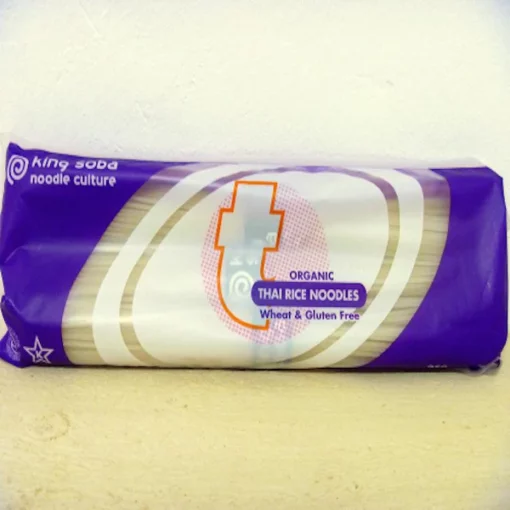 king soba
noodle culture
t
ORGANIC
THAI RICE NOODLES
Wheat & Gluten Free
K